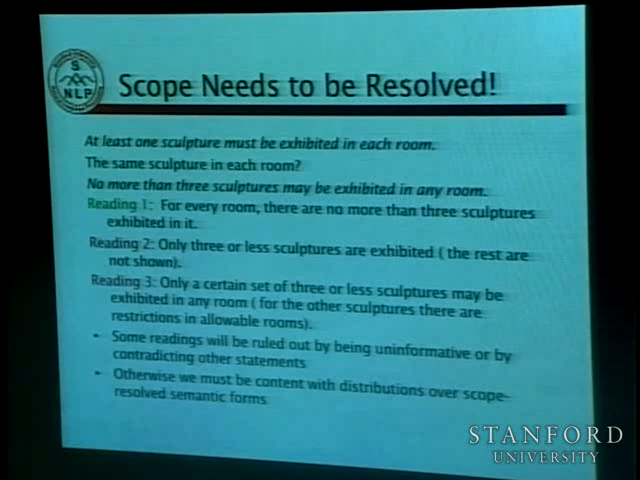 S
NLP
Scope Needs to be Resolved!
At least one sculpture must be exhibited in each room.
The same sculpture in each room?
No more than three sculptures may be exhibited in any room.
Reading 1: For every room, there are no more than three sculptures
exhibited in it.
Reading 2: Only three or less sculptures are exhibited ( the rest are
not shown).
Reading 3: Only a certain set of three or less sculptures may be
exhibited in any room ( for the other sculptures there are
restrictions in allowable rooms).
• Some readings will be ruled out by being uninformative or by
contradicting other statements
• Otherwise we must be content with distributions over scope-
resolved semantic forms
STANFORD
UNIVERSITY